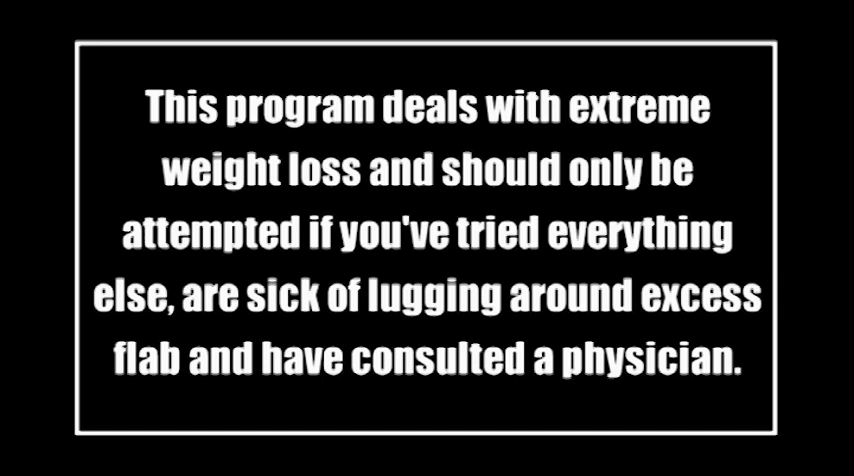 This program deals with extreme
weight loss and should only be
attempted if you've tried everything
else, are sick of lugging around excess
flab and have consulted a physician.